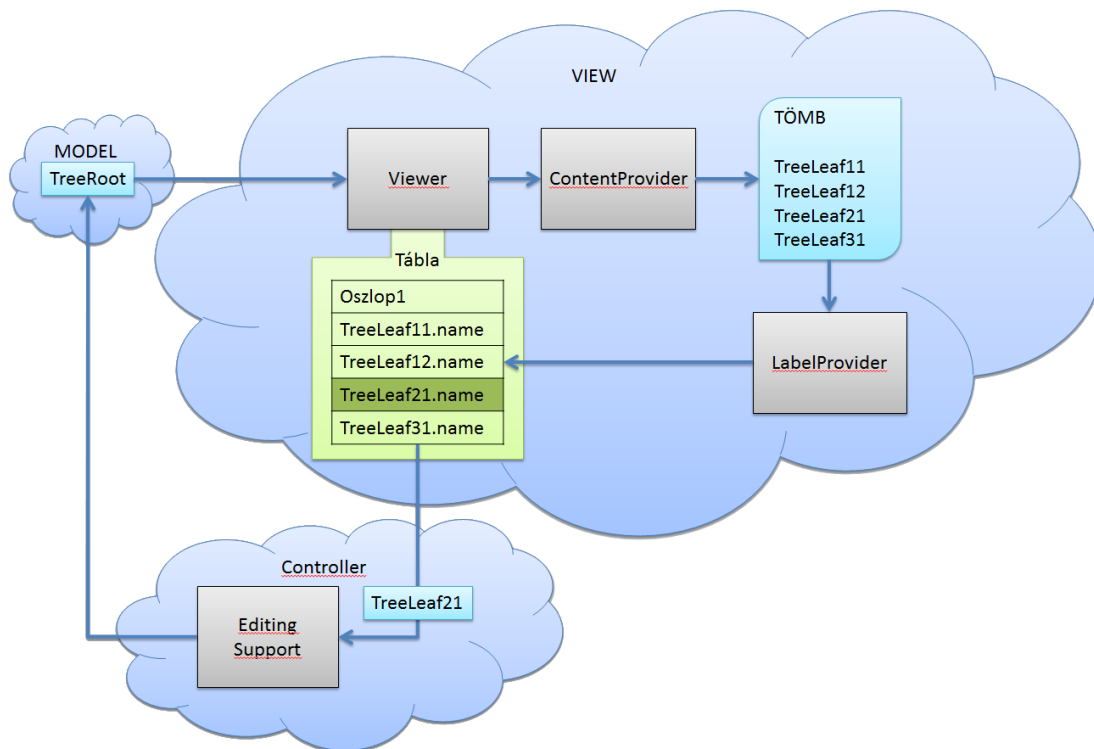 VIEW
MODEL
TreeRoot
Viewer
ContentProvider
TÖMB
TreeLeaf11
TreeLeaf12
TreeLeaf21
TreeLeaf31
Tábla
Oszlop1
TreeLeaf11.name
TreeLeaf12.name
TreeLeaf21.name
TreeLeaf31.name
LabelProvider
Controller
TreeLeaf21
Editing
Support